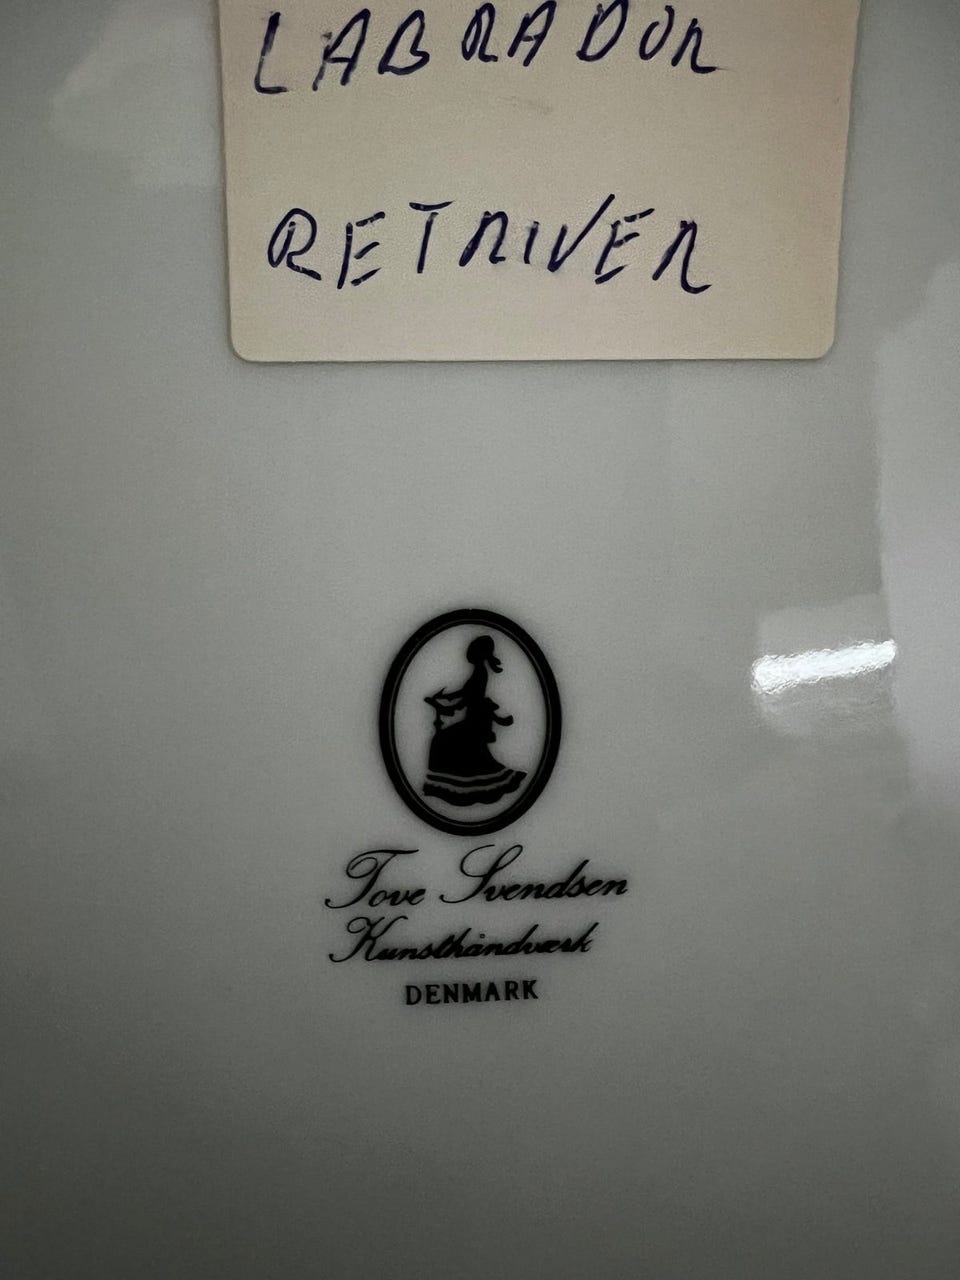 LABRADOR
RETRIVER
Tove Svendsen
Kunsthåndværk
DENMARK